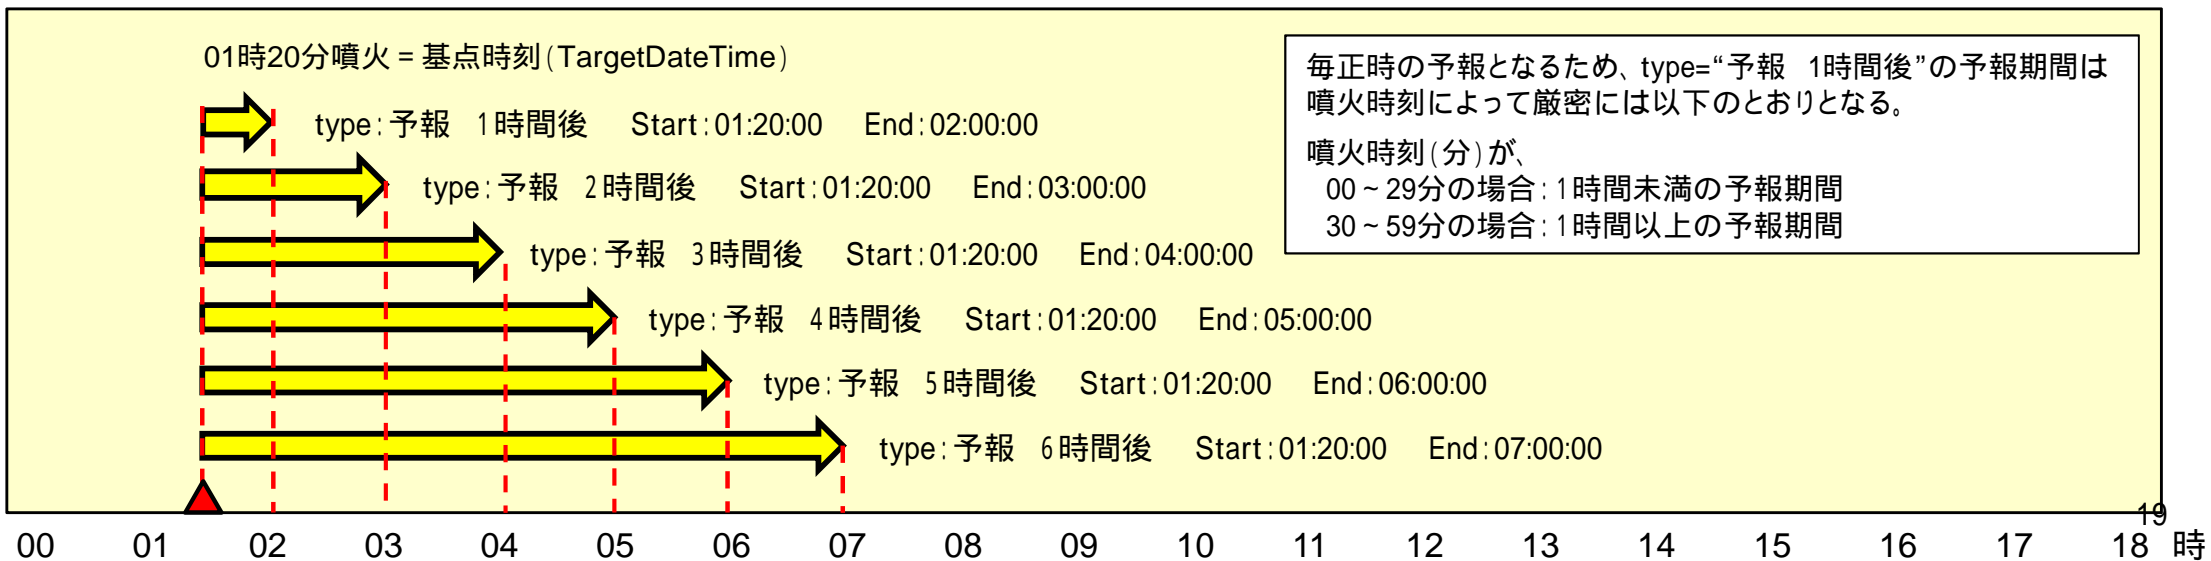 01時20分噴火=基点時刻(TargetDateTime)
毎正時の予報となるため、type=“予報 1時間後”の予報期間は
噴火時刻によって厳密には以下のとおりとなる。
噴火時刻(分)が、
00~29分の場合:1時間未満の予報期間
30~59分の場合:1時間以上の予報期間
type:予報 1時間後 Start:01:20:00 End:02:00:00
type:予報 2時間後 Start:01:20:00 End:03:00:00
type:予報 3時間後 Start:01:20:00 End:04:00:00
type:予報 4時間後 Start:01:20:00 End:05:00:00
type:予報 5時間後 Start:01:20:00 End:06:00:00
type:予報 6時間後 Start:01:20:00 End:07:00:00
19
00 01 02 03 04 05 06 07 08 09 10 11 12 13 14 15 16 17 18 時